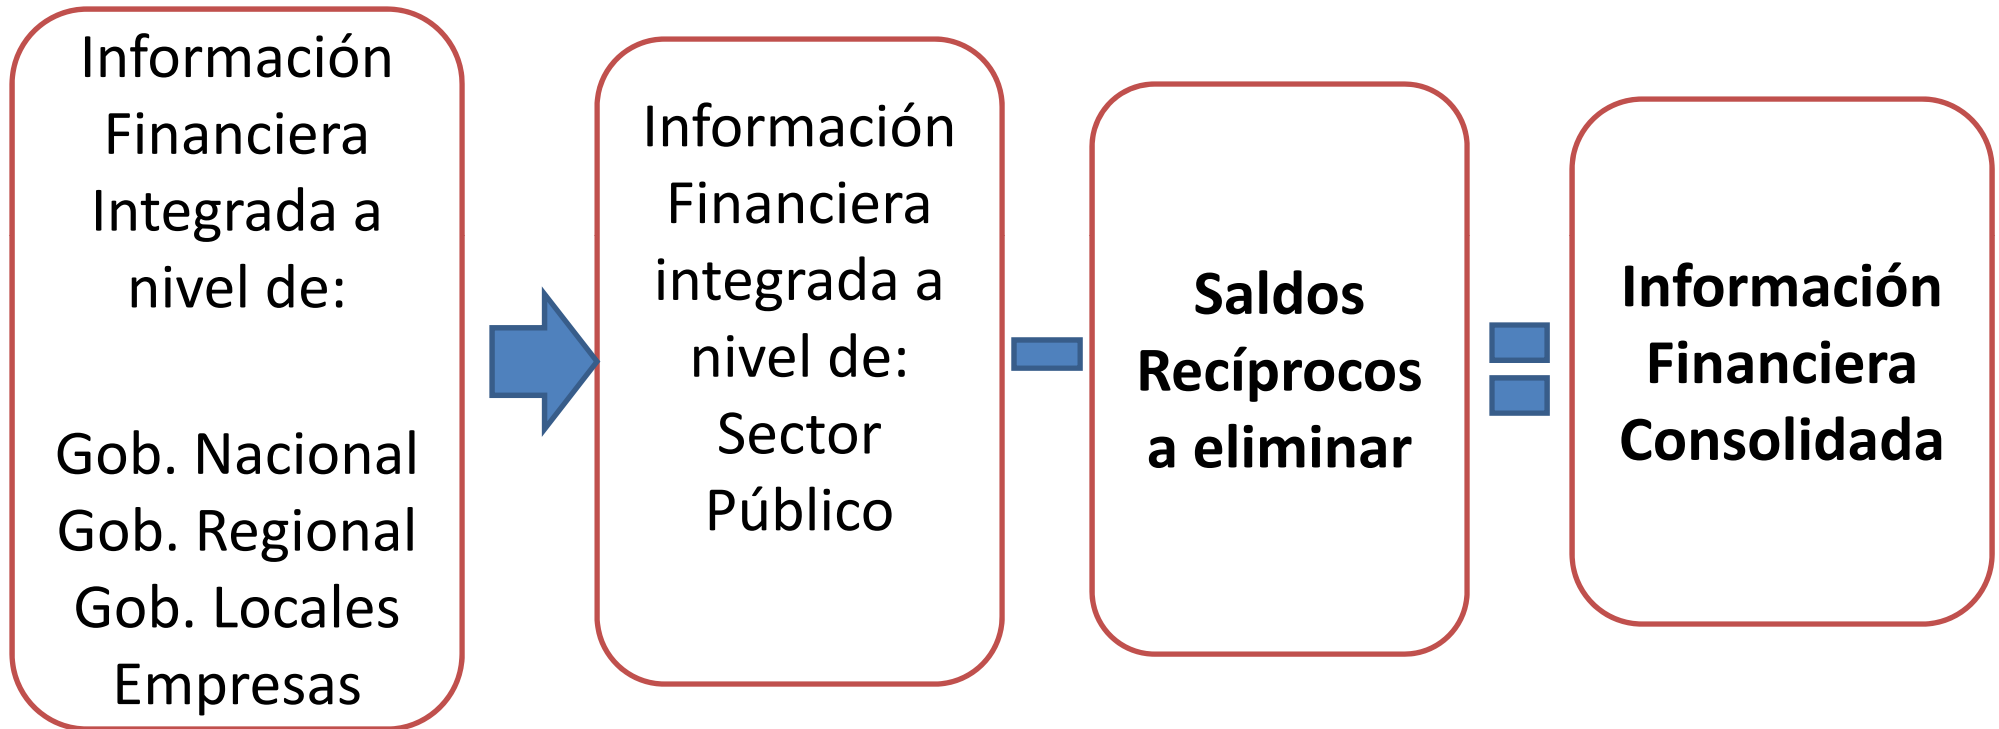 Información
Financiera
Integrada a
nivel de:
Gob. Nacional
Gob. Regional
Gob. Locales
Empresas
Información
Financiera
integrada a
nivel de:
Sector
Público
Saldos
Recíprocos
a eliminar
Información
Financiera
Consolidada